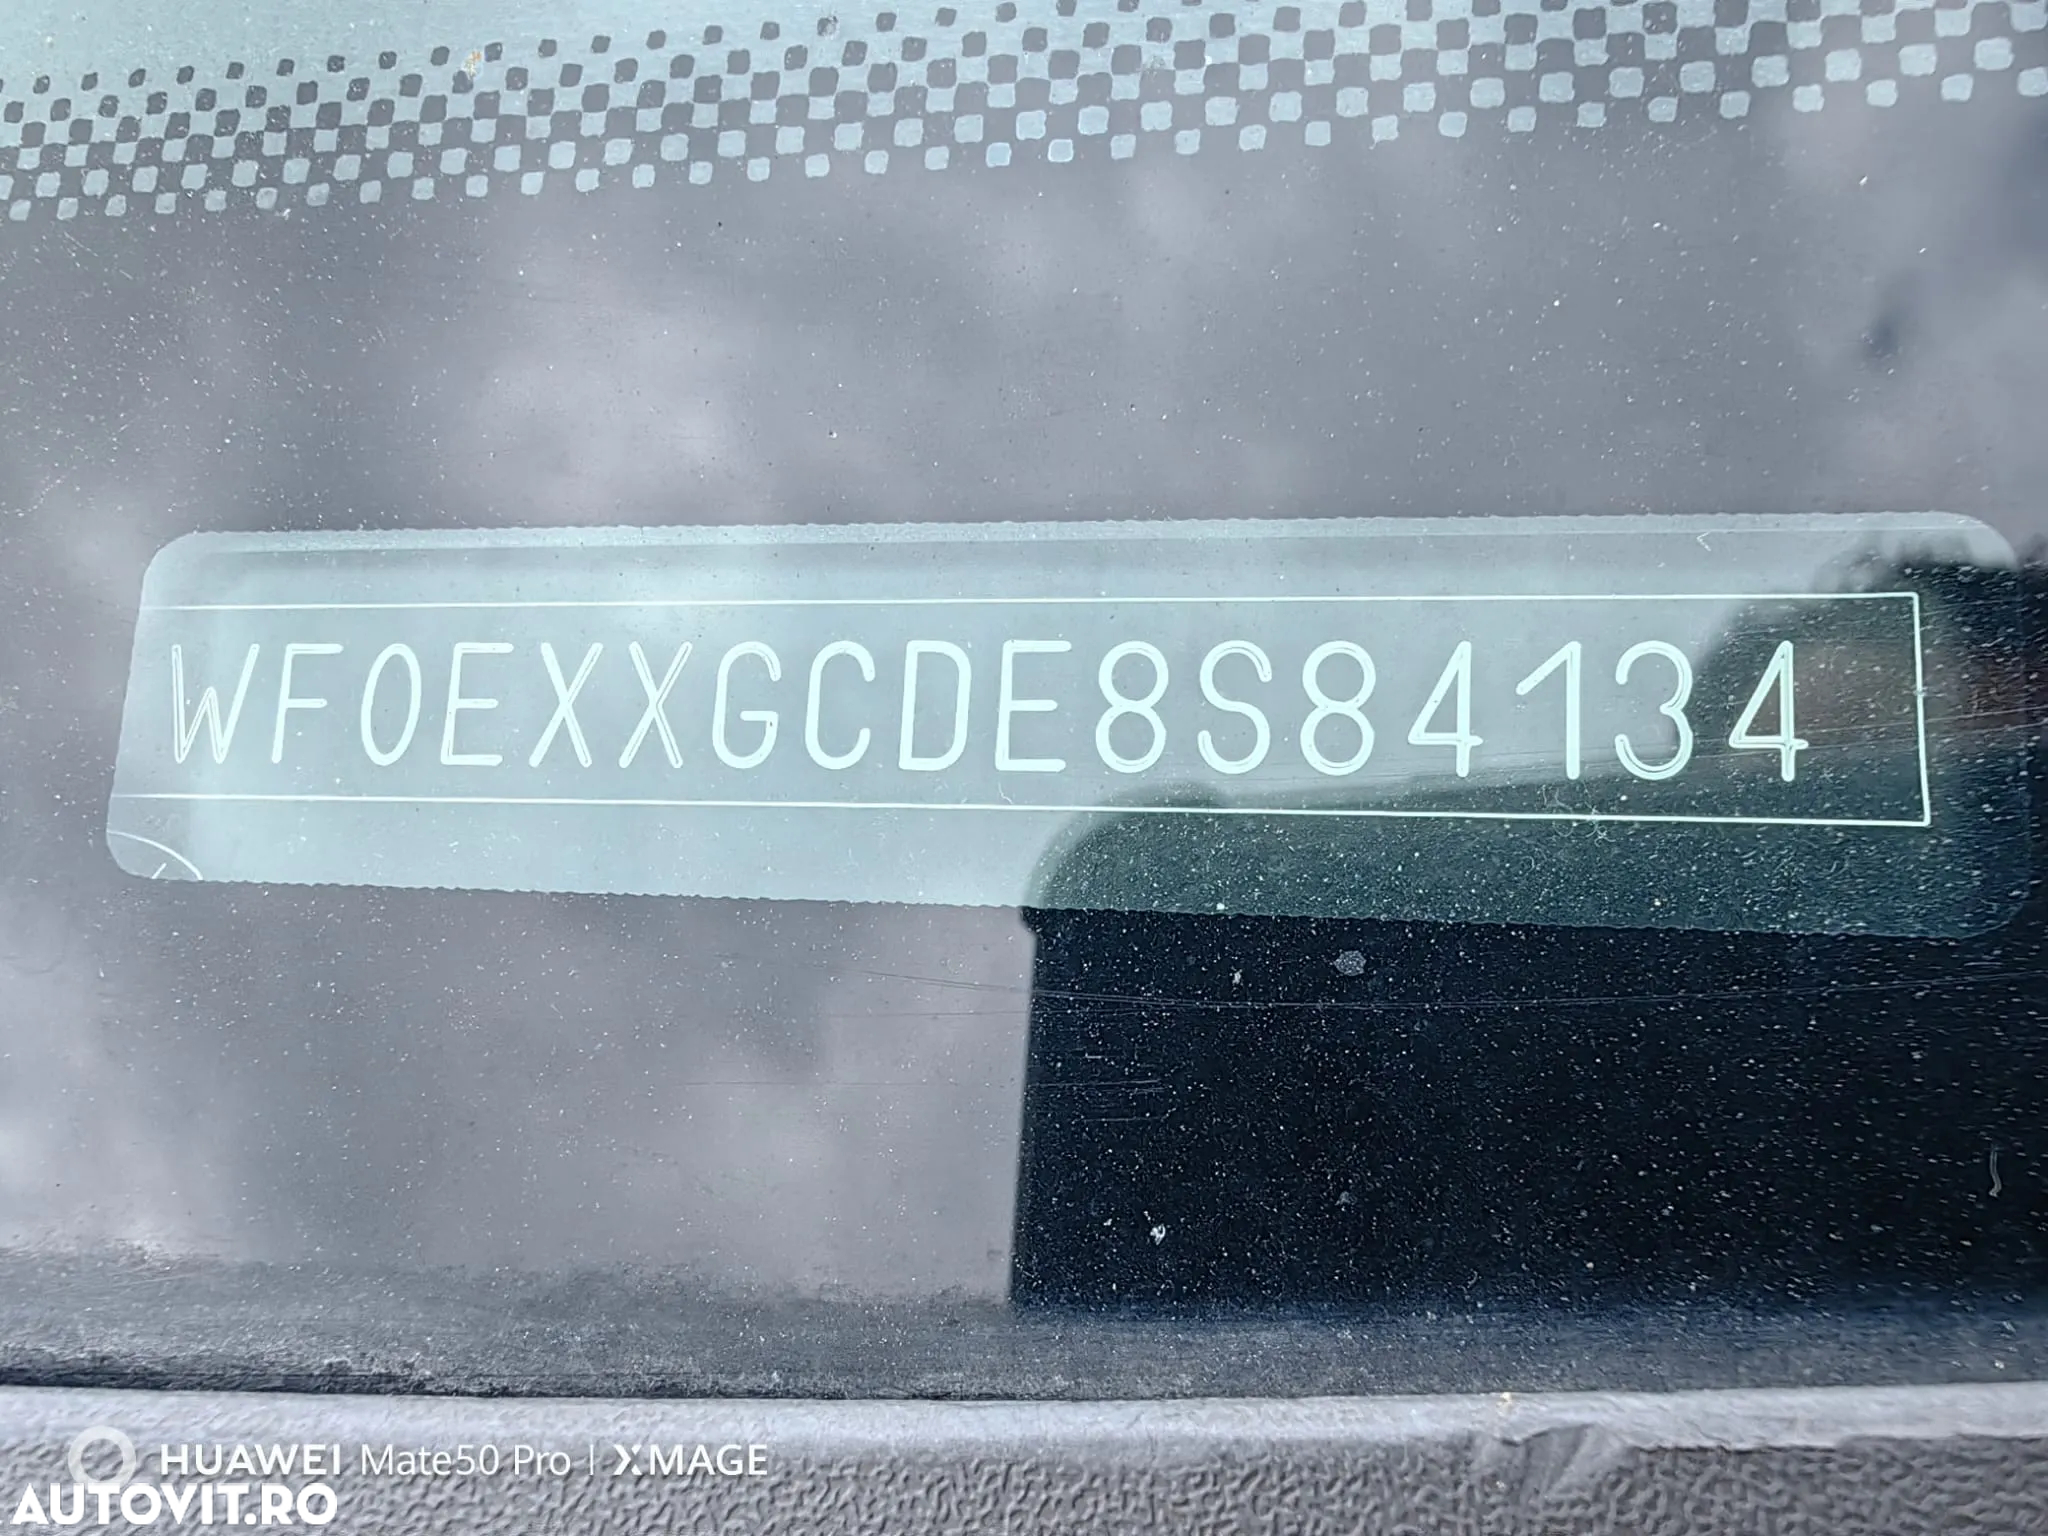 WF0EXXGCDE8S84134
HUAWEI Mate50 Pro | XMAGE
AUTOVIT.RO